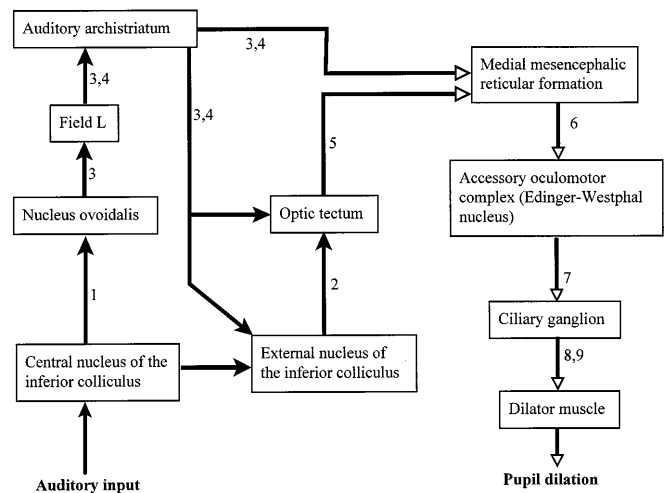 Auditory archistriatum
3,4
Medial mesencephalic
reticular formation
3,4
Field L
3,4
5
6
3
Accessory oculomotor
complex (Edinger-Westphal
nucleus)
Nucleus ovoidalis
Optic tectum
1
2
7
Ciliary ganglion
Central nucleus of the
inferior colliculus
External nucleus of
the inferior colliculus
8,9
Dilator muscle
Auditory input
Pupil dilation